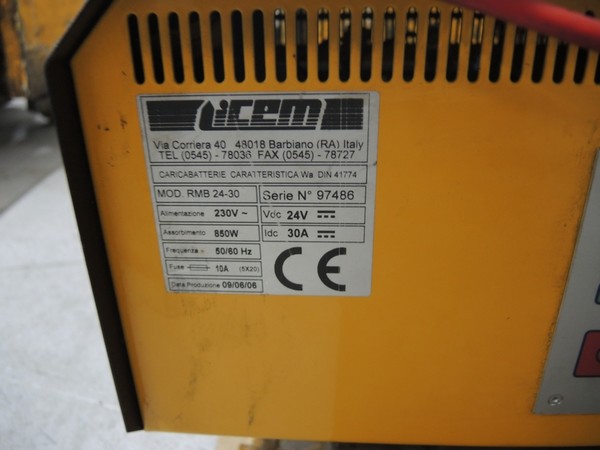 Licem
Via Corriera 40 48018 Barbiano (RA) Italy
TEL (0545) - 78036 FAX (0545) - 78727
CARICABATTERIE CARATTERISTICA Wa DIN 41774
MOD. RMB 24-30 Serie N° 97486
Alimentazione 230V ~ Vdc 24V
Assorbimento 850W Idc 30A
Frequenza ~ 50/60 Hz
Fuse 10A (5X20)
Data Produzione 09/06/06
CE